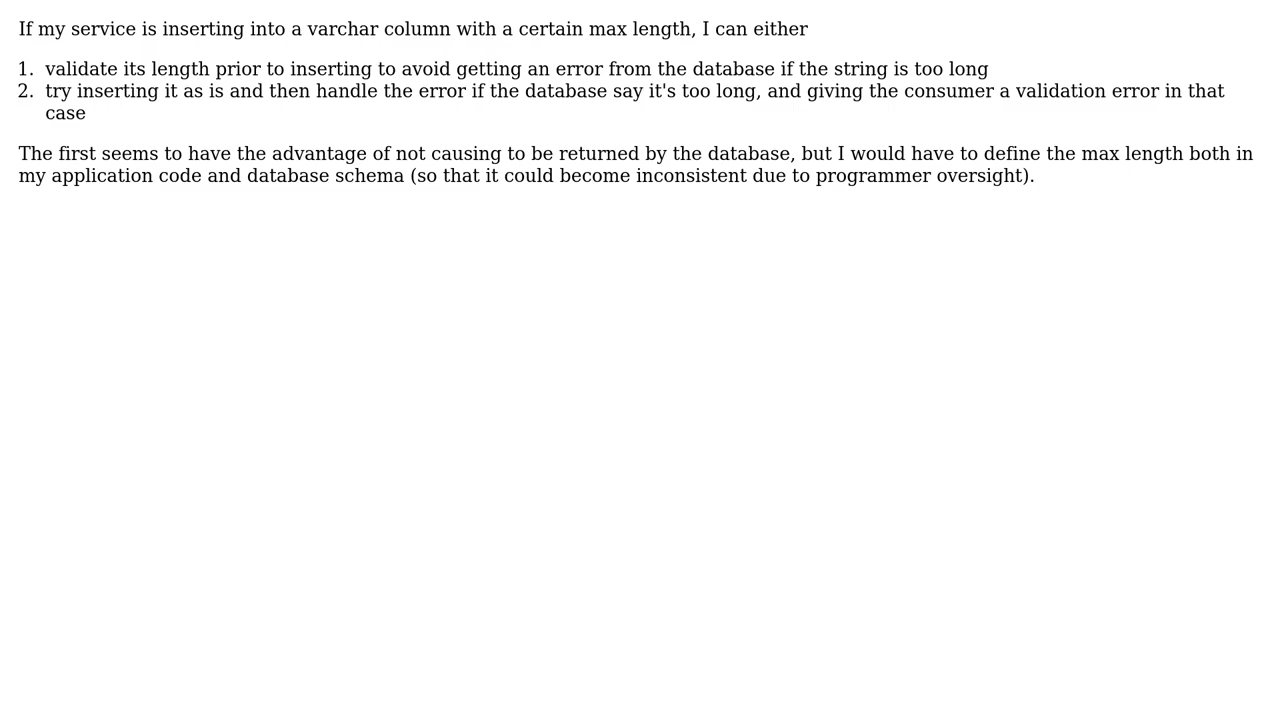 If my service is inserting into a varchar column with a certain max length, I can either
1. validate its length prior to inserting to avoid getting an error from the database if the string is too long
2. try inserting it as is and then handle the error if the database say it's too long, and giving the consumer a validation error in that
case
The first seems to have the advantage of not causing to be returned by the database, but I would have to define the max length both in
my application code and database schema (so that it could become inconsistent due to programmer oversight).